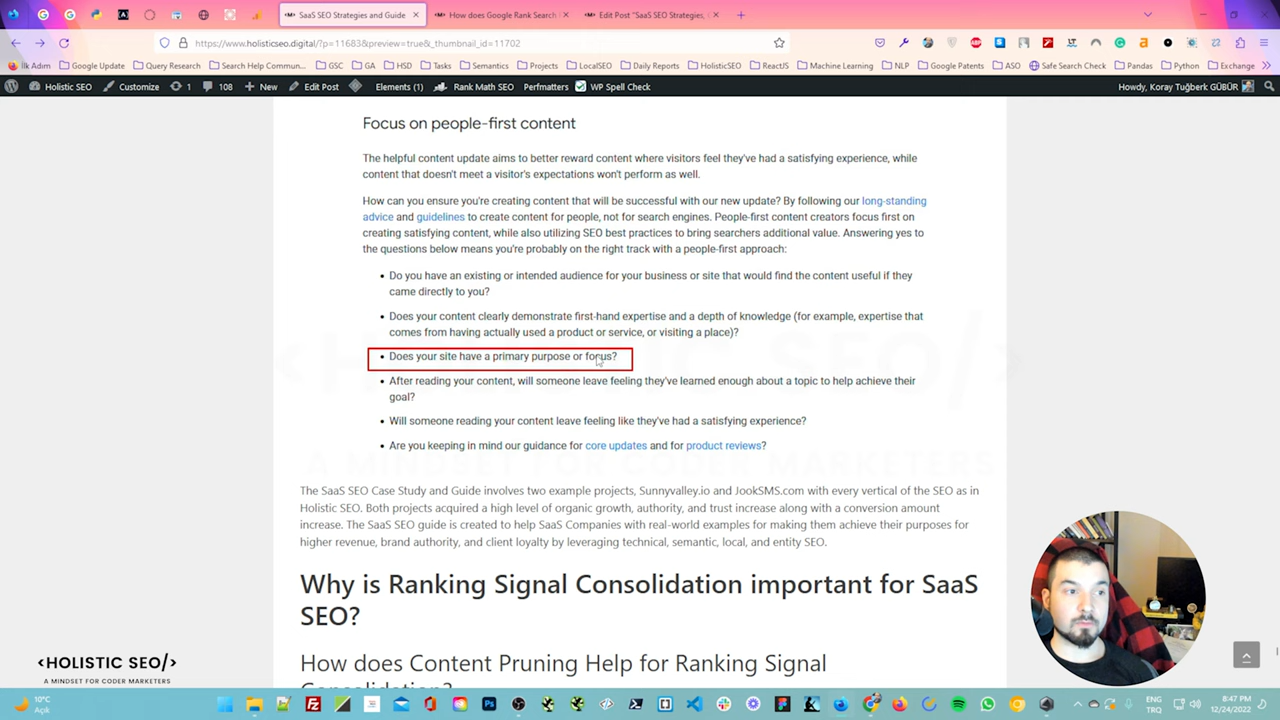 SaaS SEO Strategies and Guide
How does Google Rank Search
Edit Post "SaaS SEO Strategies,
https://www.holisticseo.digital/?p=11683&preview=true&_thumbnail_id=11702
İlk Adım
Google Update
Query Research
Search Help Commun...
GSC
GA
HSD
Tasks
Semantics
Projects
LocalSEO
Daily Reports
HolisticSEO
ReactJS
Machine Learning
NLP
Google Patents
ASO
Safe Search Check
Pandas
Python
Exchange
Holistic SEO
Customize
1
108
New
Edit Post
Elements (1)
Rank Math SEO
Perfmatters
WP Spell Check
Howdy, Koray Tuğberk GÜBÜR
Focus on people-first content
The helpful content update aims to better reward content where visitors feel they've had a satisfying experience, while
content that doesn't meet a visitor's expectations won't perform as well.
How can you ensure you're creating content that will be successful with our new update? By following our long-standing
advice and guidelines to create content for people, not for search engines. People-first content creators focus first on
creating satisfying content, while also utilizing SEO best practices to bring searchers additional value. Answering yes to
the questions below means you're probably on the right track with a people-first approach:
• Do you have an existing or intended audience for your business or site that would find the content useful if they
came directly to you?
• Does your content clearly demonstrate first-hand expertise and a depth of knowledge (for example, expertise that
comes from having actually used a product or service, or visiting a place)?
• Does your site have a primary purpose or focus?
• After reading your content, will someone leave feeling they've learned enough about a topic to help achieve their
goal?
• Will someone reading your content leave feeling like they've had a satisfying experience?
• Are you keeping in mind our guidance for core updates and for product reviews?
A MINDSET FOR CODER MARKETERS
The SaaS SEO Case Study and Guide involves two example projects, Sunnyvalley.io and JookSMS.com with every vertical of the SEO as in
Holistic SEO. Both projects acquired a high level of organic growth, authority, and trust increase along with a conversion amount
increase. The SaaS SEO guide is created to help SaaS Companies with real-world examples for making them achieve their purposes for
higher revenue, brand authority, and client loyalty by leveraging technical, semantic, local, and entity SEO.
Why is Ranking Signal Consolidation important for SaaS
SEO?
How does Content Pruning Help for Ranking Signal
Consolidation?
<HOLISTIC SEO/>
A MINDSET FOR CODER MARKETERS
10°C
Açık
ENG
TRQ
8:47 PM
12/24/2022